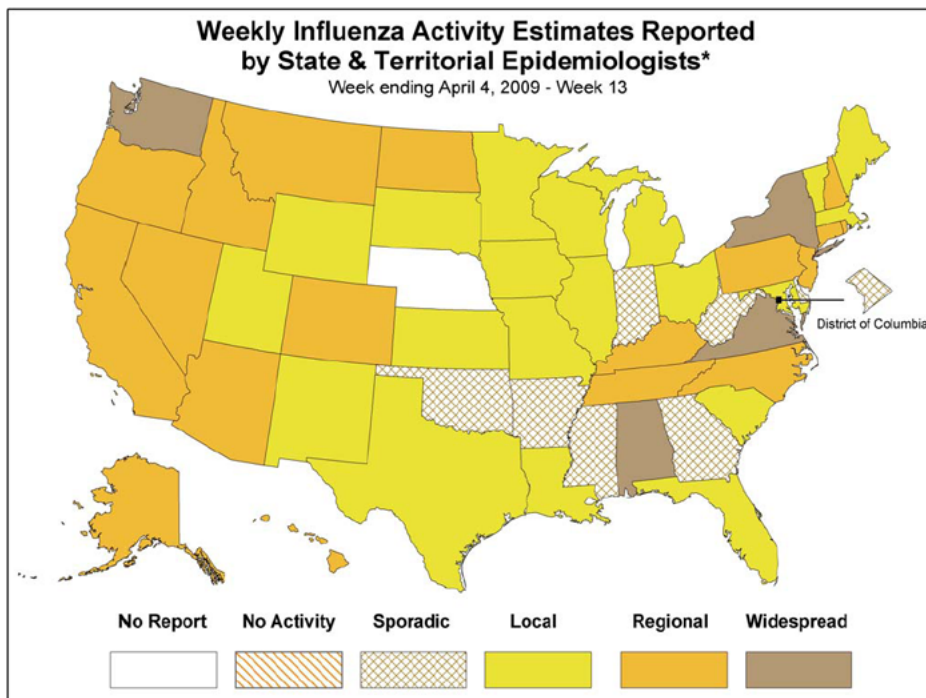 Weekly Influenza Activity Estimates Reported
by State & Territorial Epidemiologists*
Week ending April 4, 2009 - Week 13
District of Columbia
No Report
No Activity
Sporadic
Local
Regional
Widespread